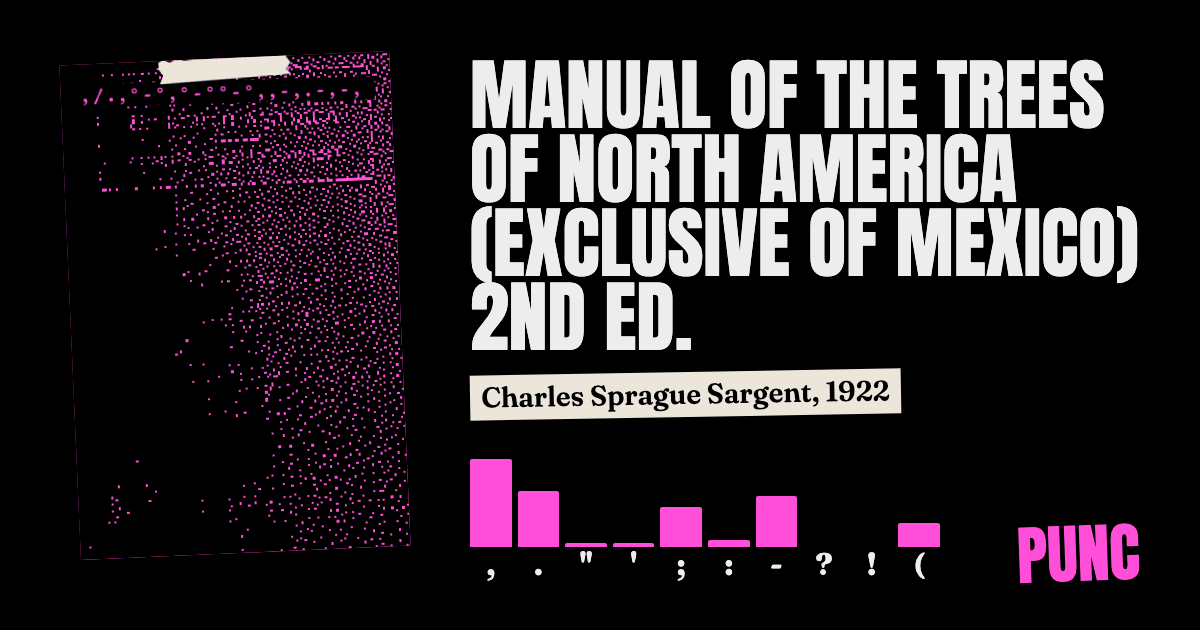 , / . , ° - ° , ° - ° ° - ° , , - , , - , - ,
MANUAL OF THE TREES
OF NORTH AMERICA
(EXCLUSIVE OF MEXICO)
2ND ED.
Charles Sprague Sargent, 1922
, . " ' ; : - ? ! (
PUNC